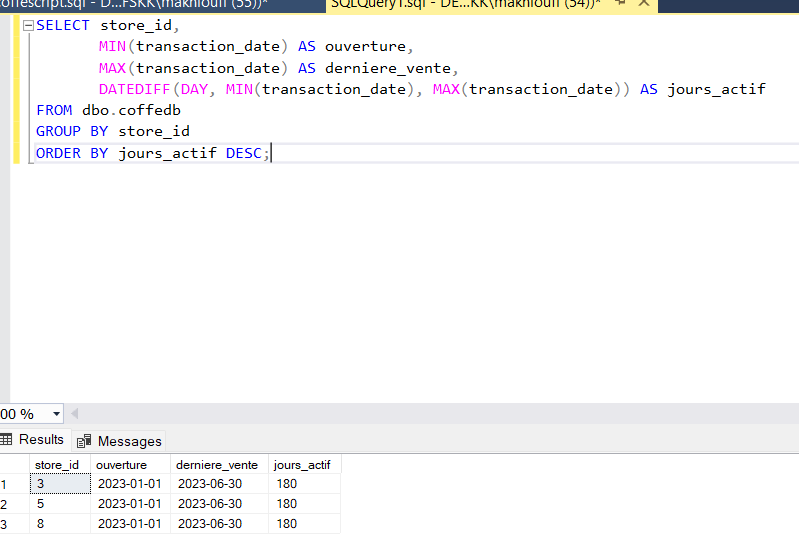 coffescript.sql - D...FSKK\makhloufi (55))*
SQLQuery1.sql - DE...KK\makhloufi (54))*
SELECT store_id,
MIN(transaction_date) AS ouverture,
MAX(transaction_date) AS derniere_vente,
DATEDIFF(DAY, MIN(transaction_date), MAX(transaction_date)) AS jours_actif
FROM dbo.coffedb
GROUP BY store_id
ORDER BY jours_actif DESC;
00 %
Results Messages
store_id ouverture derniere_vente jours_actif
1 3 2023-01-01 2023-06-30 180
2 5 2023-01-01 2023-06-30 180
3 8 2023-01-01 2023-06-30 180